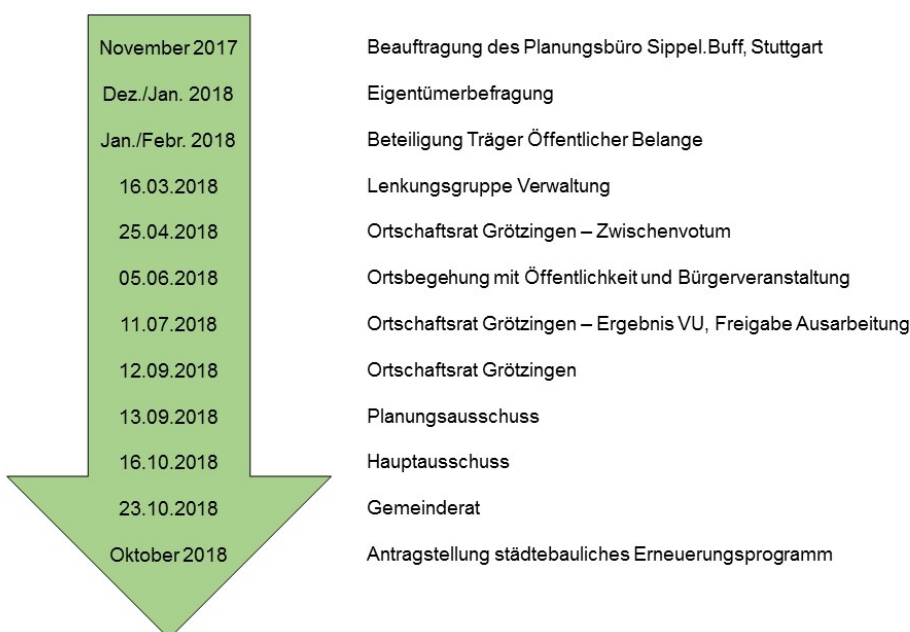 November 2017 Beauftragung des Planungsbüro Sippel.Buff, Stuttgart
Dez./Jan. 2018 Eigentümerbefragung
Jan./Febr. 2018 Beteiligung Träger Öffentlicher Belange
16.03.2018 Lenkungsgruppe Verwaltung
25.04.2018 Ortschaftsrat Grötzingen – Zwischenvotum
05.06.2018 Ortsbegehung mit Öffentlichkeit und Bürgerveranstaltung
11.07.2018 Ortschaftsrat Grötzingen – Ergebnis VU, Freigabe Ausarbeitung
12.09.2018 Ortschaftsrat Grötzingen
13.09.2018 Planungsausschuss
16.10.2018 Hauptausschuss
23.10.2018 Gemeinderat
Oktober 2018 Antragstellung städtebauliches Erneuerungsprogramm